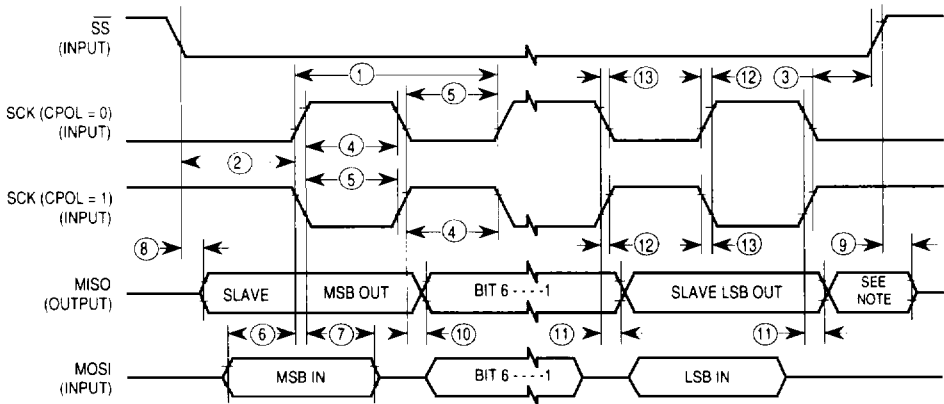 SS
(INPUT)
① ⑬ ⑫ ③
⑤
SCK (CPOL = 0)
(INPUT)
④
②
⑤
SCK (CPOL = 1)
(INPUT)
④ ⑫ ⑬
⑧ ⑨
MISO
(OUTPUT)
SLAVE MSB OUT BIT 6 - - - - - 1 SLAVE LSB OUT SEE
NOTE
⑥ ⑦ ⑩ ⑪ ⑪
MOSI
(INPUT)
MSB IN BIT 6 - - - - - 1 LSB IN